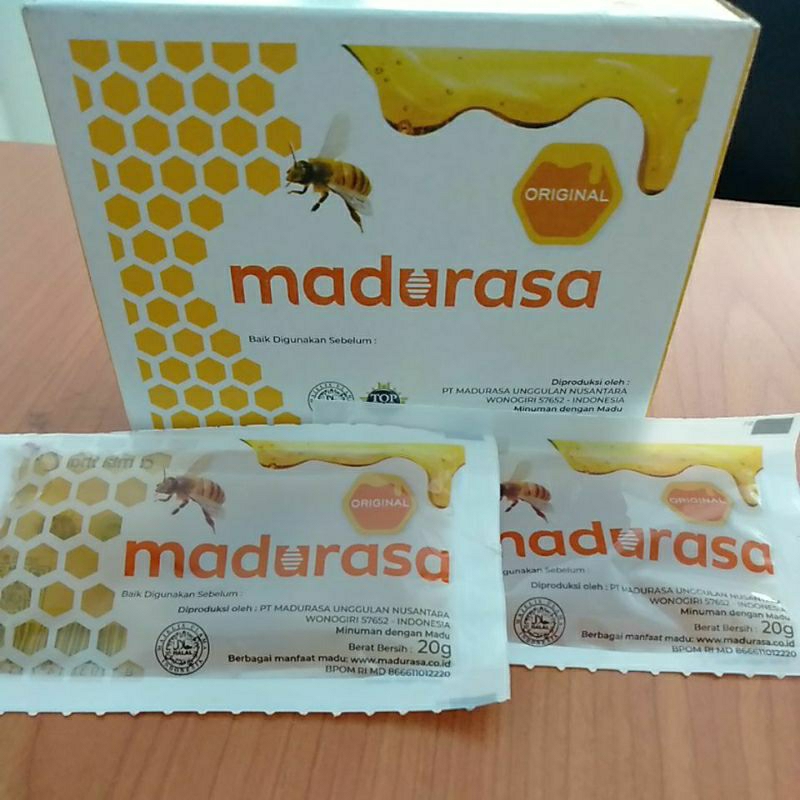 ORIGINAL
madurasa
Baik Digunakan Sebelum :
TOP
Diproduksi oleh :
PT MADURASA UNGGULAN NUSANTARA
WONOGIRI 57652 - INDONESIA
Minuman dengan Madu
ORIGINAL
madurasa
Baik Digunakan Sebelum :
Diproduksi oleh : PT MADURASA UNGGULAN NUSANTARA
WONOGIRI 57652 - INDONESIA
Minuman dengan Madu
Berat Bersih : 20g
HALAL
INDONESIA
Berbagai manfaat madu: www.madurasa.co.id
BPOM RI MD 866611012220
ORIGINAL
madurasa
gunakan Sebelum :
Diproduksi oleh : PT MADURASA UNGGULAN NUSANTARA
WONOGIRI 57652 - INDONESIA
Minuman dengan Madu
Berat Bersih : 20g
HALAL
Berbagai manfaat madu: www.madurasa.co.id
BPOM RI MD 866611012220